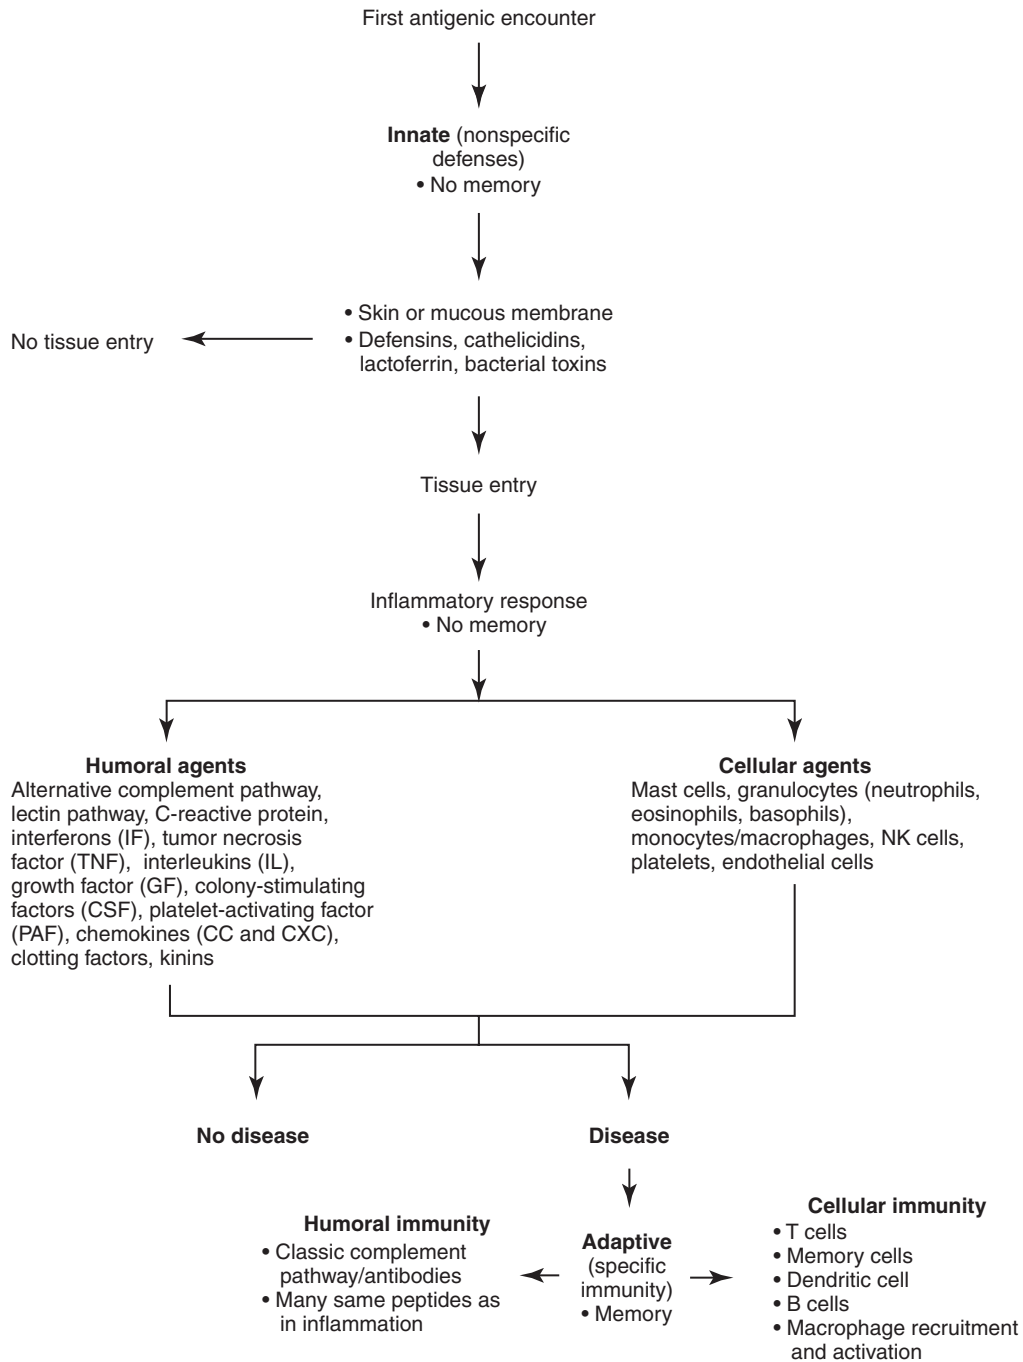 First antigenic encounter
Innate (nonspecific
defenses)
• No memory
• Skin or mucous membrane
• Defensins, cathelicidins,
lactoferrin, bacterial toxins
No tissue entry
Tissue entry
Inflammatory response
• No memory
Humoral agents
Alternative complement pathway,
lectin pathway, C-reactive protein,
interferons (IF), tumor necrosis
factor (TNF), interleukins (IL),
growth factor (GF), colony-stimulating
factors (CSF), platelet-activating factor
(PAF), chemokines (CC and CXC),
clotting factors, kinins
Cellular agents
Mast cells, granulocytes (neutrophils,
eosinophils, basophils),
monocytes/macrophages, NK cells,
platelets, endothelial cells
No disease
Disease
Humoral immunity
• Classic complement
pathway/antibodies
• Many same peptides as
in inflammation
Adaptive
(specific
immunity)
• Memory
Cellular immunity
• T cells
• Memory cells
• Dendritic cell
• B cells
• Macrophage recruitment
and activation